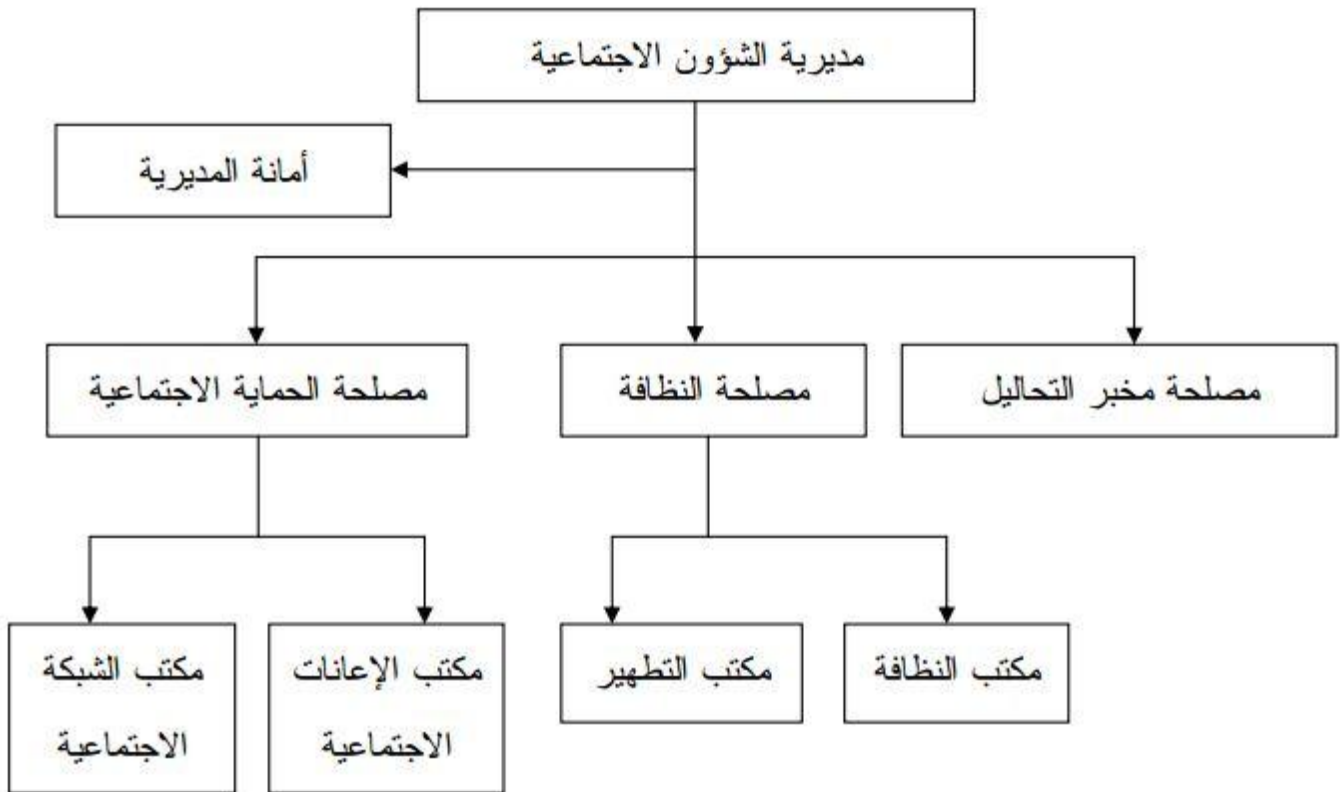 مديرية الشؤون الاجتماعية
أمانة المديرية
مصلحة مخبر التحاليل
مصلحة النظافة
مصلحة الحماية الاجتماعية
مكتب النظافة
مكتب التطهير
مكتب الإعانات
الاجتماعية
مكتب الشبكة
الاجتماعية